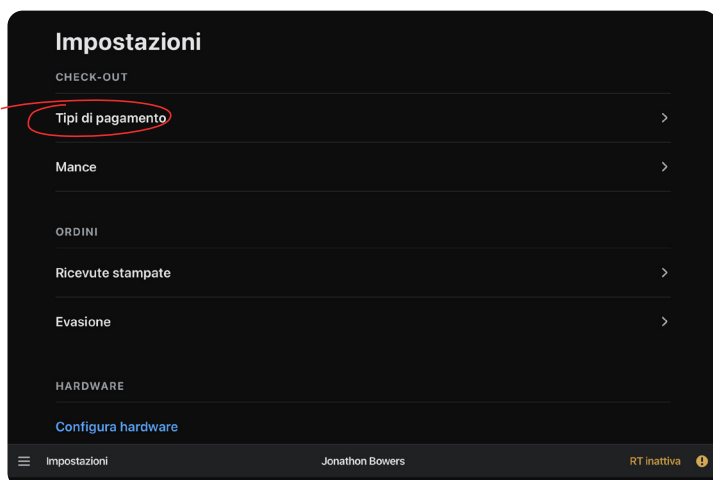 Impostazioni
CHECK-OUT
Tipi di pagamento
Mance
ORDINI
Ricevute stampate
Evasione
HARDWARE
Configura hardware
Impostazioni Jonathon Bowers RT inattiva